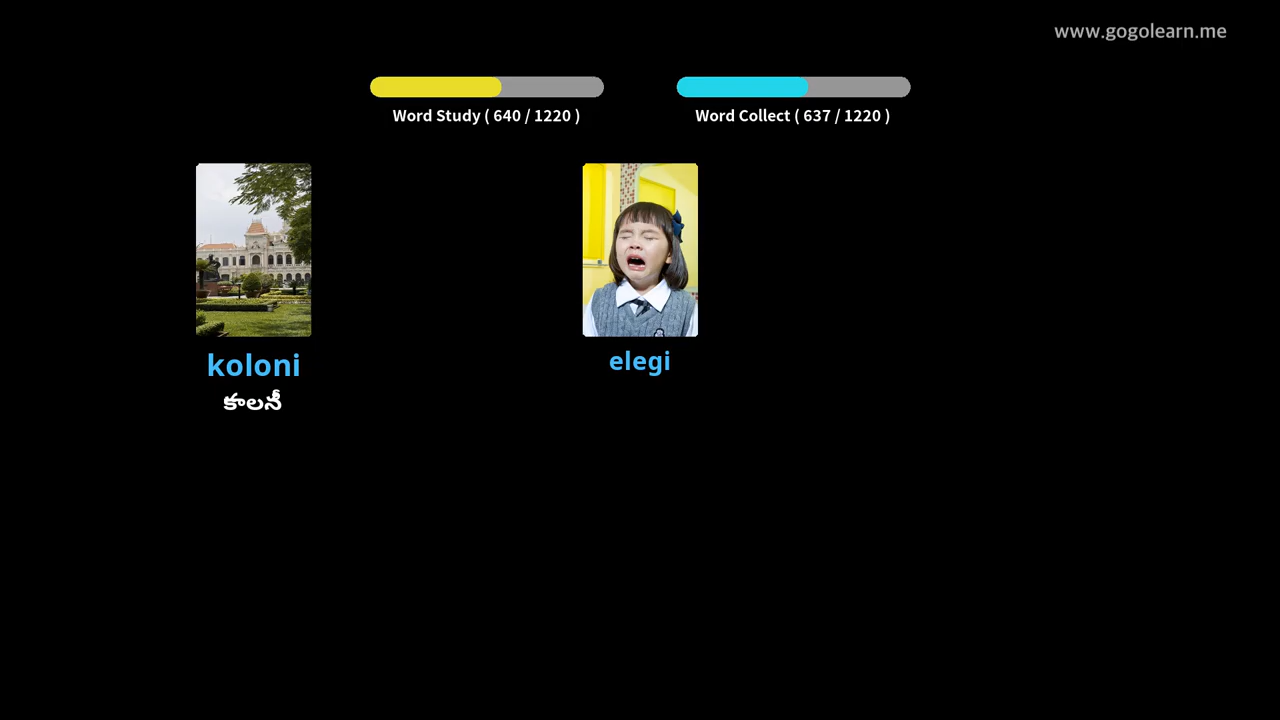 www.gogolearn.me
Word Study ( 640 / 1220 )
Word Collect ( 637 / 1220 )
koloni
elegi
కాలనీ